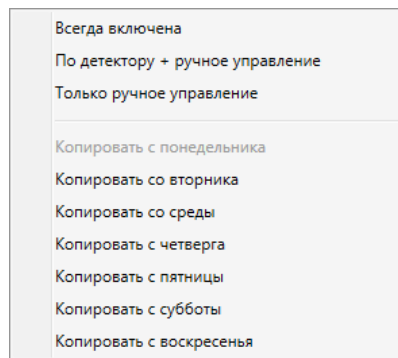 Всегда включена
По детектору + ручное управление
Только ручное управление
Копировать с понедельника
Копировать со вторника
Копировать со среды
Копировать с четверга
Копировать с пятницы
Копировать с субботы
Копировать с воскресенья